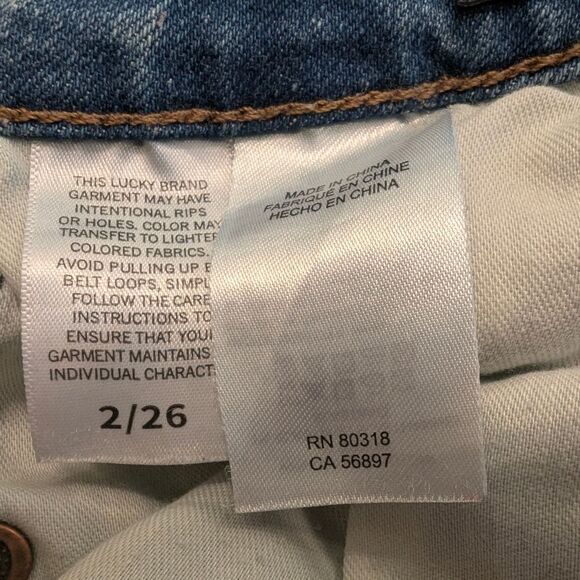 THIS LUCKY BRAND
GARMENT MAY HAVE
INTENTIONAL RIPS
OR HOLES. COLOR MAY
TRANSFER TO LIGHTER
COLORED FABRICS.
AVOID PULLING UP
BELT LOOPS,
FOLLOW THE CARE
INSTRUCTIONS TO
ENSURE THAT
GARMENT MAINTAINS
INDIVIDUAL
2/26
MADE IN CHINA
FABRIQUÉ EN CHINE
HECHO EN CHINA
RN 80318
CA 56897